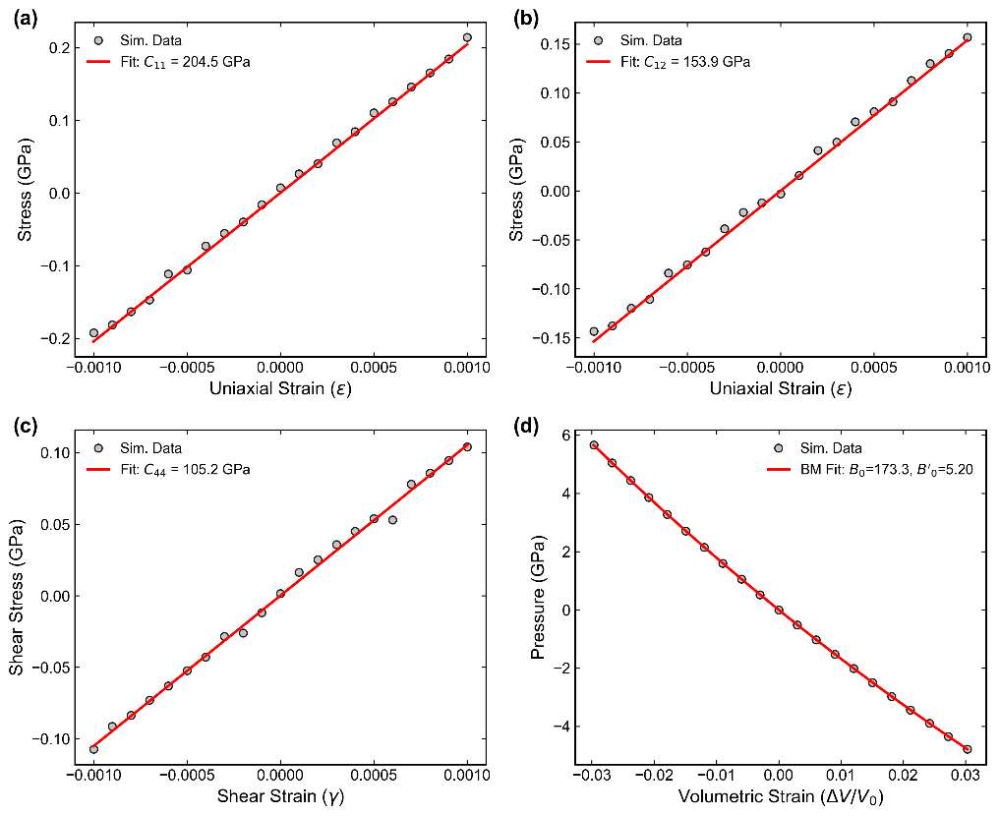 (a)
Sim. Data
Fit: C₁₁ = 204.5 GPa
0.2
0.1
0.0
−0.1
−0.2
Stress (GPa)
−0.0010 −0.0005 0.0000 0.0005 0.0010
Uniaxial Strain (ε)
(b)
Sim. Data
Fit: C₁₂ = 153.9 GPa
0.15
0.10
0.05
0.00
−0.05
−0.10
−0.15
Stress (GPa)
−0.0010 −0.0005 0.0000 0.0005 0.0010
Uniaxial Strain (ε)
(c)
Sim. Data
Fit: C₄₄ = 105.2 GPa
0.10
0.05
0.00
−0.05
−0.10
Shear Stress (GPa)
−0.0010 −0.0005 0.0000 0.0005 0.0010
Shear Strain (γ)
(d)
Sim. Data
BM Fit: B₀=173.3, B′₀=5.20
6
4
2
0
−2
−4
Pressure (GPa)
−0.03 −0.02 −0.01 0.00 0.01 0.02 0.03
Volumetric Strain (ΔV/V₀)